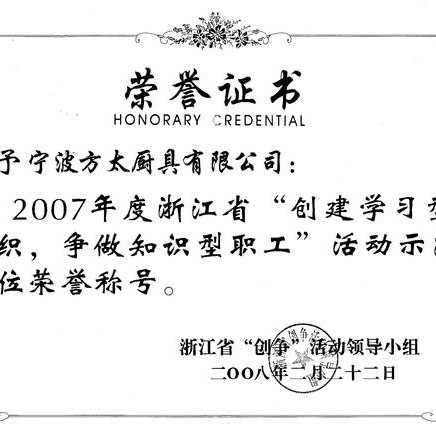 荣誉证书
HONORARY CREDENTIAL
予宁波方太厨具有限公司：
2007年度浙江省“创建学习型
织，争做知识型职工”活动示
位荣誉称号。
浙江省“创争”活动领导小组
二〇〇八年二月二十二日